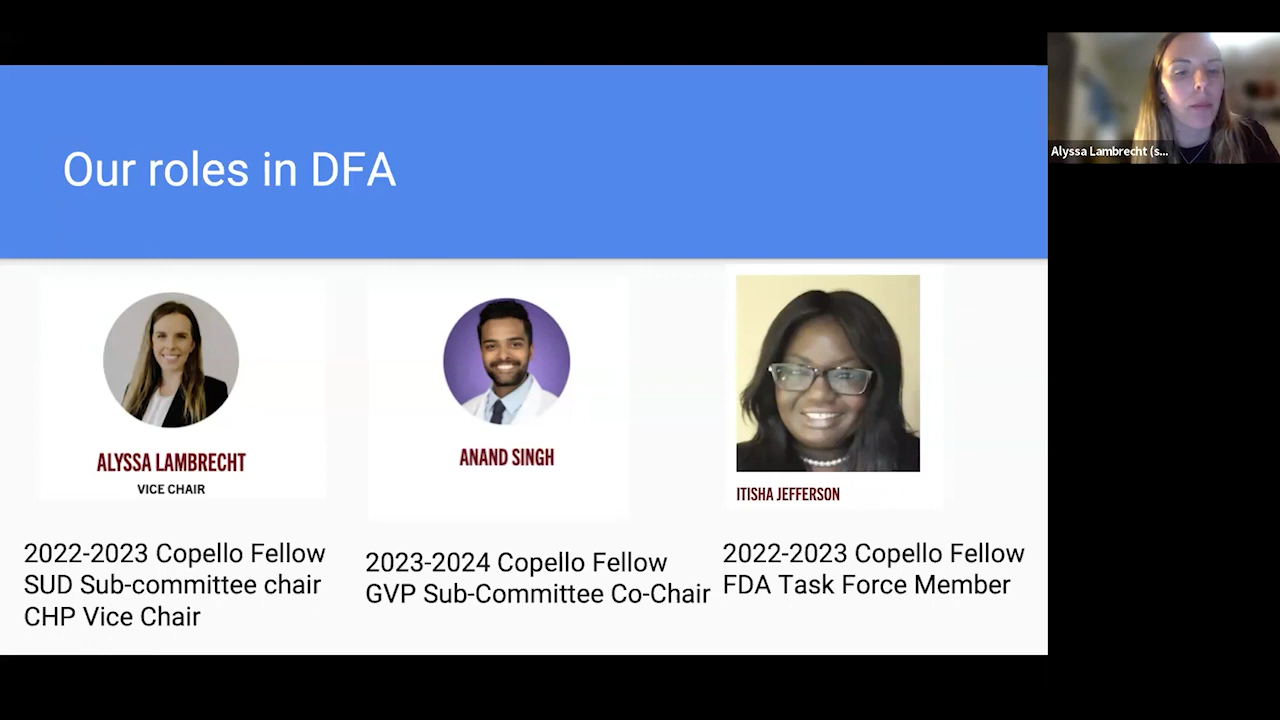 Our roles in DFA
Alyssa Lambrecht (s...
ALYSSA LAMBRECHT
VICE CHAIR
2022-2023 Copello Fellow
SUD Sub-committee chair
CHP Vice Chair
ANAND SINGH
2023-2024 Copello Fellow
GVP Sub-Committee Co-Chair
ITISHA JEFFERSON
2022-2023 Copello Fellow
FDA Task Force Member